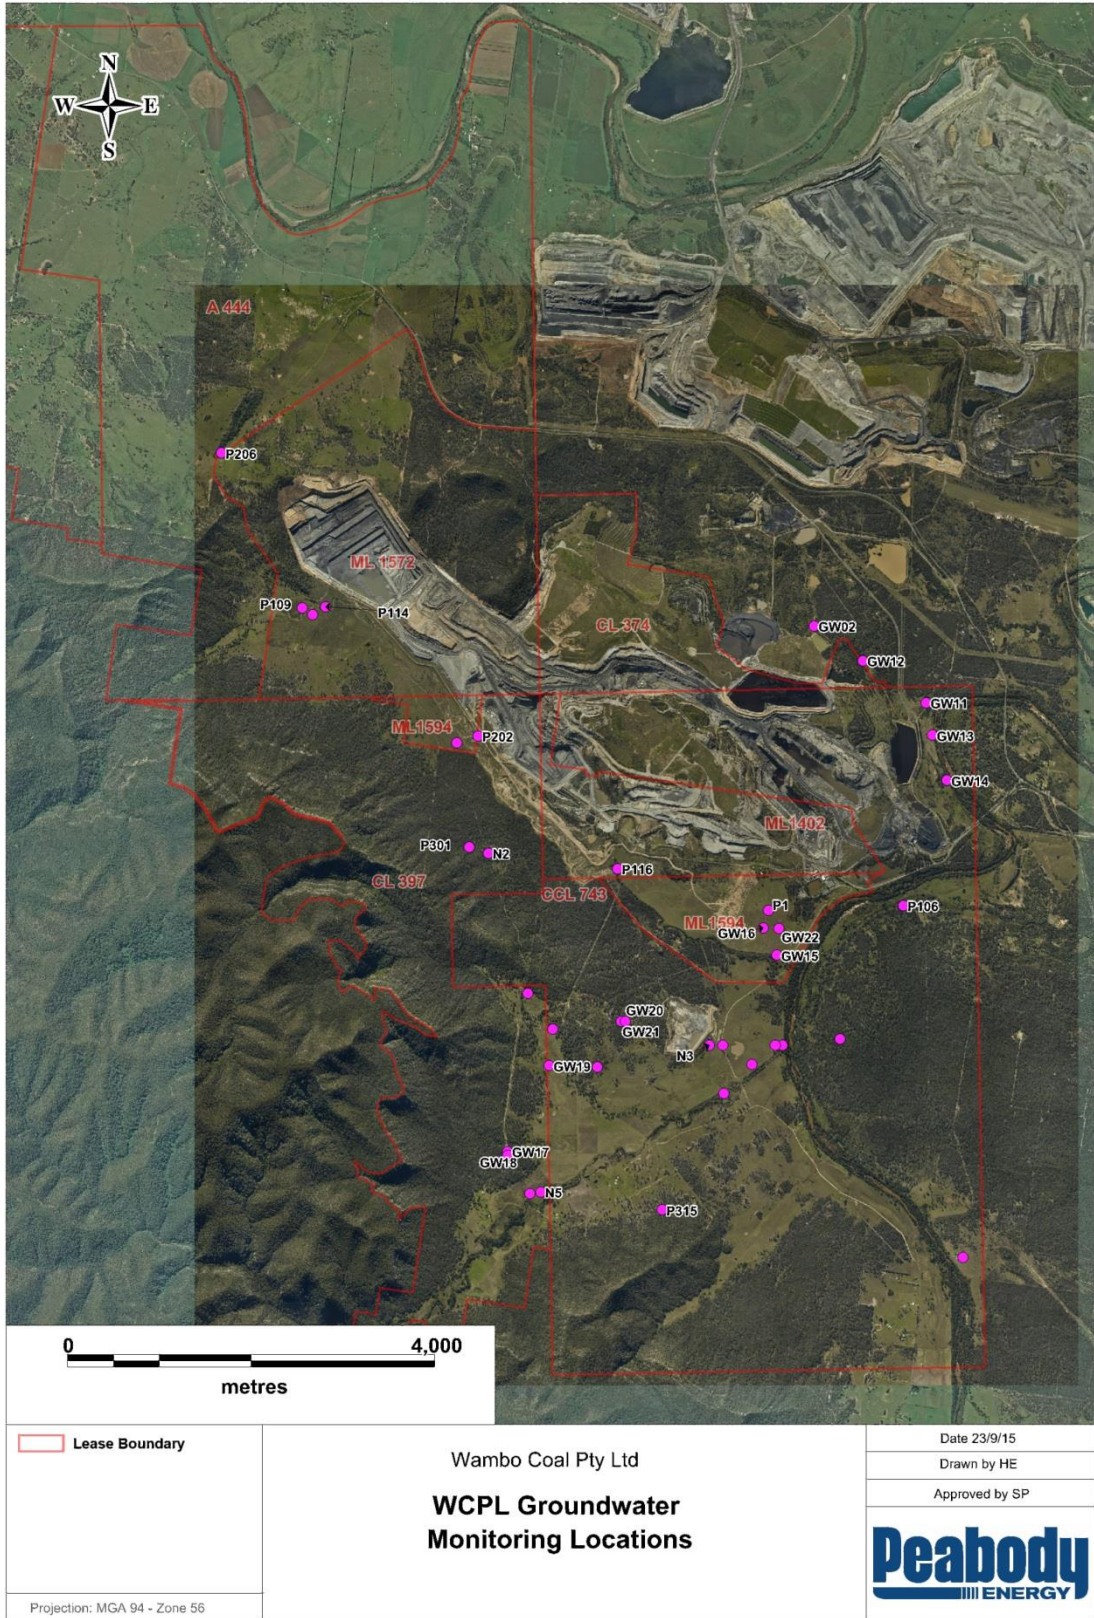 N
W E
S
A 444
P206
ML 1572
P109
P114
CL 374
GW02
GW12
GW11
ML1594
P202
GW13
GW14
ML1402
P301
N2
P116
CL 397
CCL 743
P1
P106
ML1594
GW16
GW22
GW15
GW20
GW21
N3
GW19
GW17
GW18
N5
P315
0 4,000
metres
Lease Boundary
Projection: MGA 94 - Zone 56
Wambo Coal Pty Ltd
WCPL Groundwater
Monitoring Locations
Date 23/9/15
Drawn by HE
Approved by SP
Peabody
ENERGY